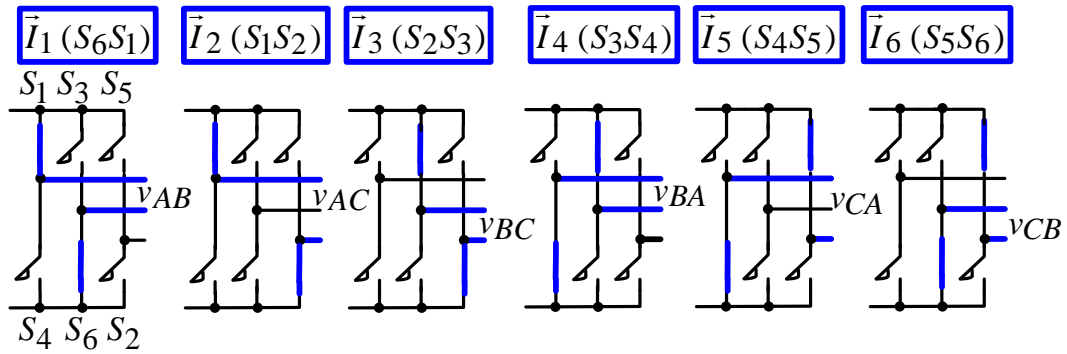 I⃗1 (S6S1) I⃗2 (S1S2) I⃗3 (S2S3) I⃗4 (S3S4) I⃗5 (S4S5) I⃗6 (S5S6)
S1 S3 S5
vAB vAC vBC vBA vCA vCB
S4 S6 S2